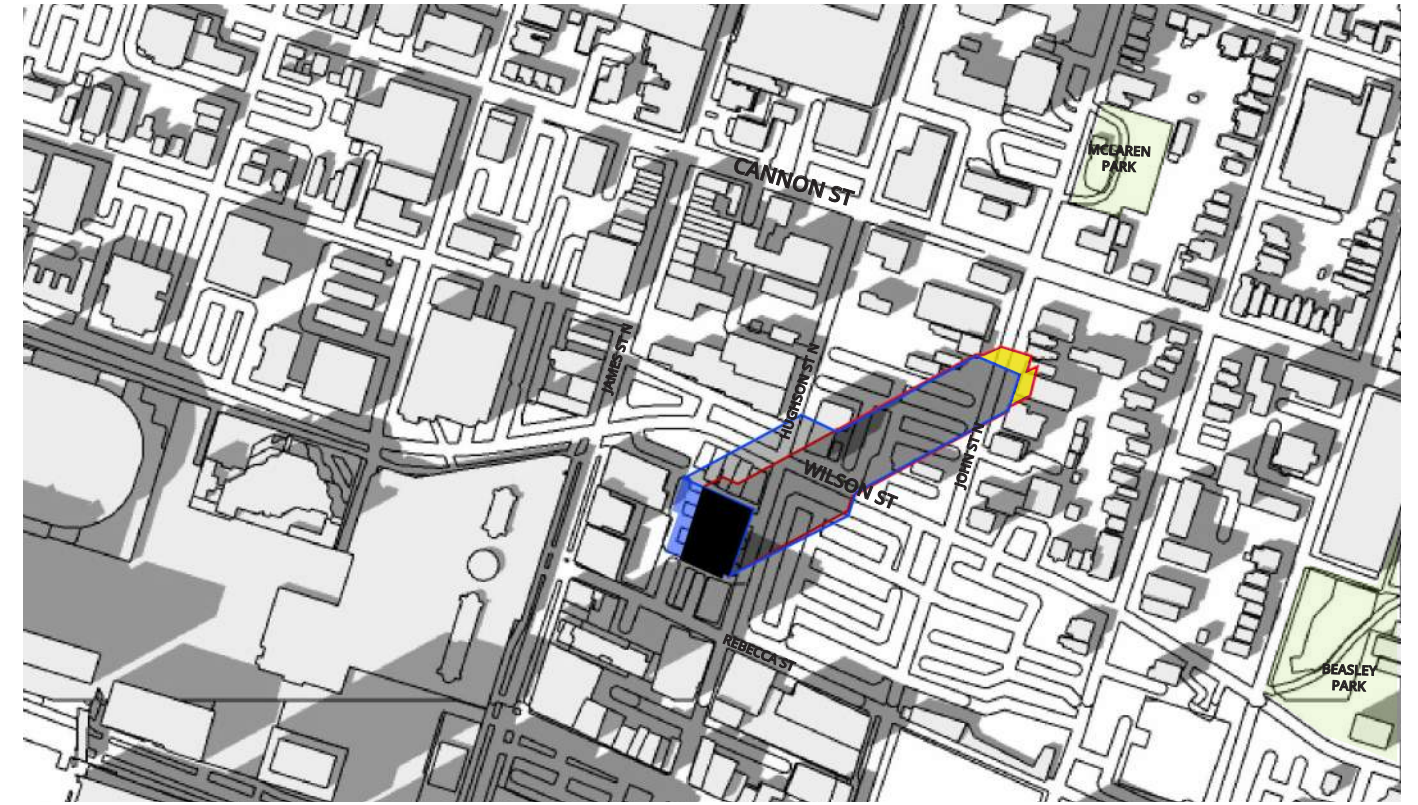 MCLAREN
PARK
CANNON ST
JAMES ST N
HUGHSON ST N
JOHN ST N
WILSON ST
REBECCA ST
BEASLEY
PARK